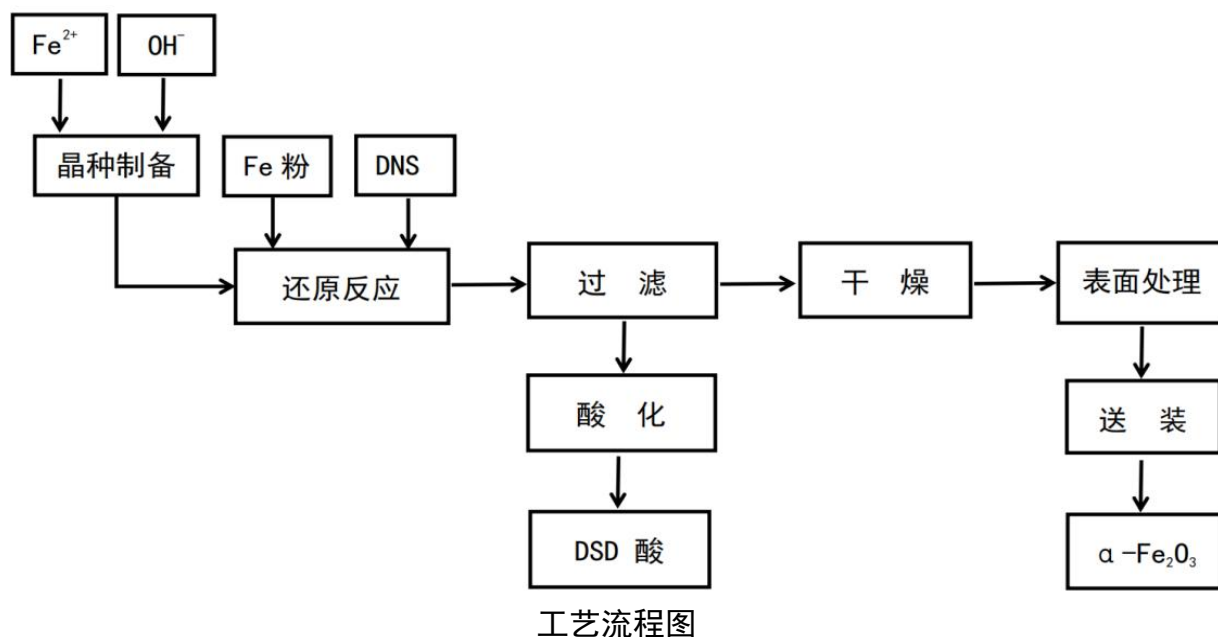 Fe²⁺
OH⁻
晶种制备
Fe 粉
DNS
还原反应
过 滤
干 燥
表面处理
酸 化
送 装
DSD 酸
α-Fe₂O₃
工艺流程图